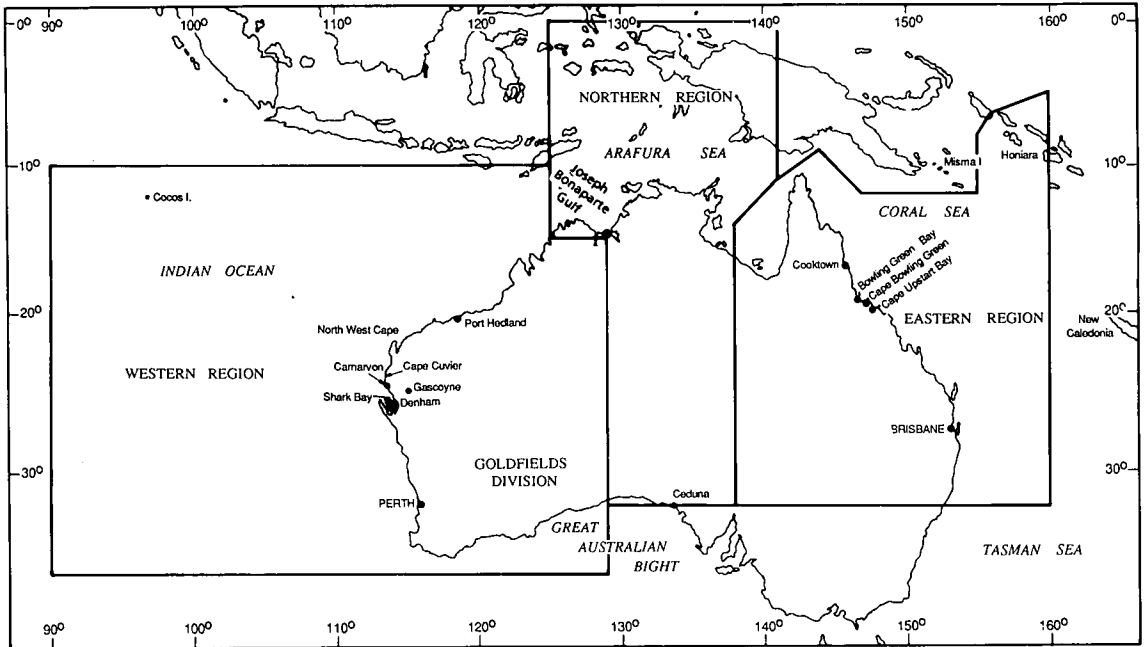 90° 100° 110° 120° 130° 140° 150° 160°
0° 0°
NORTHERN REGION
ARAFURA SEA
Misma I
Honiara
10° 10°
Joseph
Bonaparte
Gulf
Cocos I.
CORAL SEA
INDIAN OCEAN
Cooktown
Bowling Green Bay
Cape Bowling Green
Cape Upstart Bay
20° 20°
North West Cape
Port Hedland
EASTERN REGION
New
Caledonia
WESTERN REGION
Carnarvon
Cape Cuvier
Gascoyne
Shark Bay
Denham
BRISBANE
GOLDFIELDS
DIVISION
30° 30°
PERTH
Ceduna
GREAT
AUSTRALIAN
BIGHT
TASMAN SEA
90° 100° 110° 120° 130° 140° 150° 160°